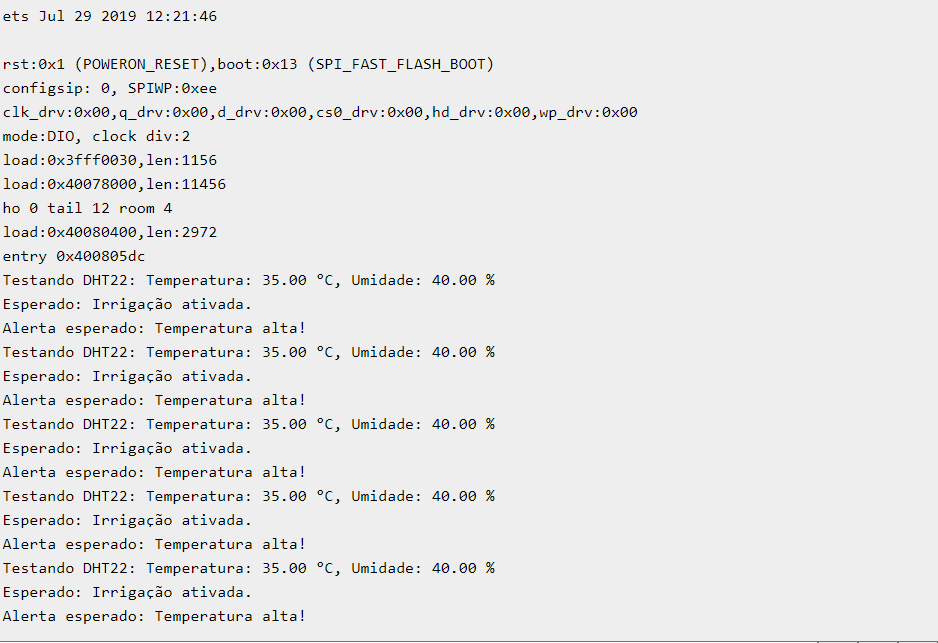 ets Jul 29 2019 12:21:46
rst:0x1 (POWERON_RESET),boot:0x13 (SPI_FAST_FLASH_BOOT)
configsip: 0, SPIWP:0xee
clk_drv:0x00,q_drv:0x00,d_drv:0x00,cs0_drv:0x00,hd_drv:0x00,wp_drv:0x00
mode:DIO, clock div:2
load:0x3fff0030,len:1156
load:0x40078000,len:11456
ho 0 tail 12 room 4
load:0x40080400,len:2972
entry 0x400805dc
Testando DHT22: Temperatura: 35.00 °C, Umidade: 40.00 %
Esperado: Irrigação ativada.
Alerta esperado: Temperatura alta!
Testando DHT22: Temperatura: 35.00 °C, Umidade: 40.00 %
Esperado: Irrigação ativada.
Alerta esperado: Temperatura alta!
Testando DHT22: Temperatura: 35.00 °C, Umidade: 40.00 %
Esperado: Irrigação ativada.
Alerta esperado: Temperatura alta!
Testando DHT22: Temperatura: 35.00 °C, Umidade: 40.00 %
Esperado: Irrigação ativada.
Alerta esperado: Temperatura alta!
Testando DHT22: Temperatura: 35.00 °C, Umidade: 40.00 %
Esperado: Irrigação ativada.
Alerta esperado: Temperatura alta!